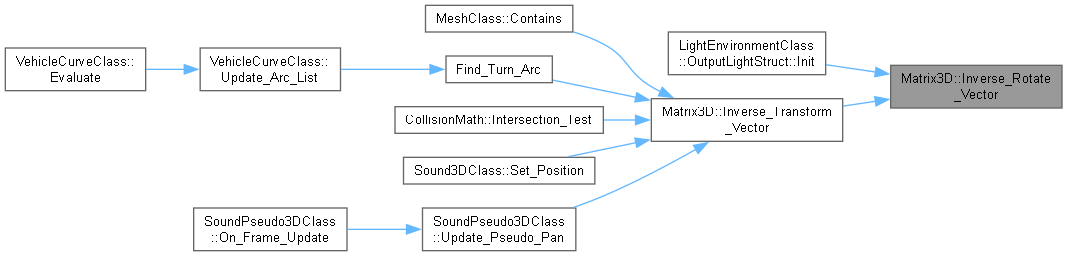 MeshClass::Contains
LightEnvironmentClass
::OutputLightStruct::Init
VehicleCurveClass::
Evaluate
VehicleCurveClass::
Update_Arc_List
Find_Turn_Arc
Matrix3D::Inverse_Rotate
_Vector
Matrix3D::Inverse_Transform
_Vector
CollisionMath::Intersection_Test
Sound3DClass::Set_Position
SoundPseudo3DClass
::On_Frame_Update
SoundPseudo3DClass
::Update_Pseudo_Pan